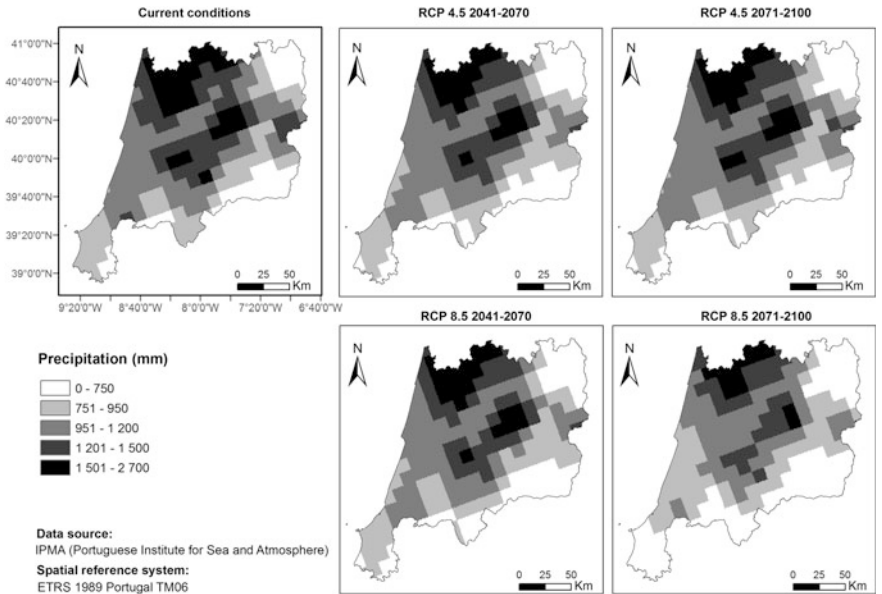 Current conditions
RCP 4.5 2041-2070
RCP 4.5 2071-2100
41°0'0"N
40°40'0"N
40°20'0"N
40°0'0"N
39°40'0"N
39°20'0"N
39°0'0"N
N
N
N
0 25 50
Km
0 25 50
Km
0 25 50
Km
9°20'0"W 8°40'0"W 8°0'0"W 7°20'0"W 6°40'0"W
RCP 8.5 2041-2070
RCP 8.5 2071-2100
N
N
0 25 50
Km
0 25 50
Km
Precipitation (mm)
0 - 750
751 - 950
951 - 1 200
1 201 - 1 500
1 501 - 2 700
Data source:
IPMA (Portuguese Institute for Sea and Atmosphere)
Spatial reference system:
ETRS 1989 Portugal TM06